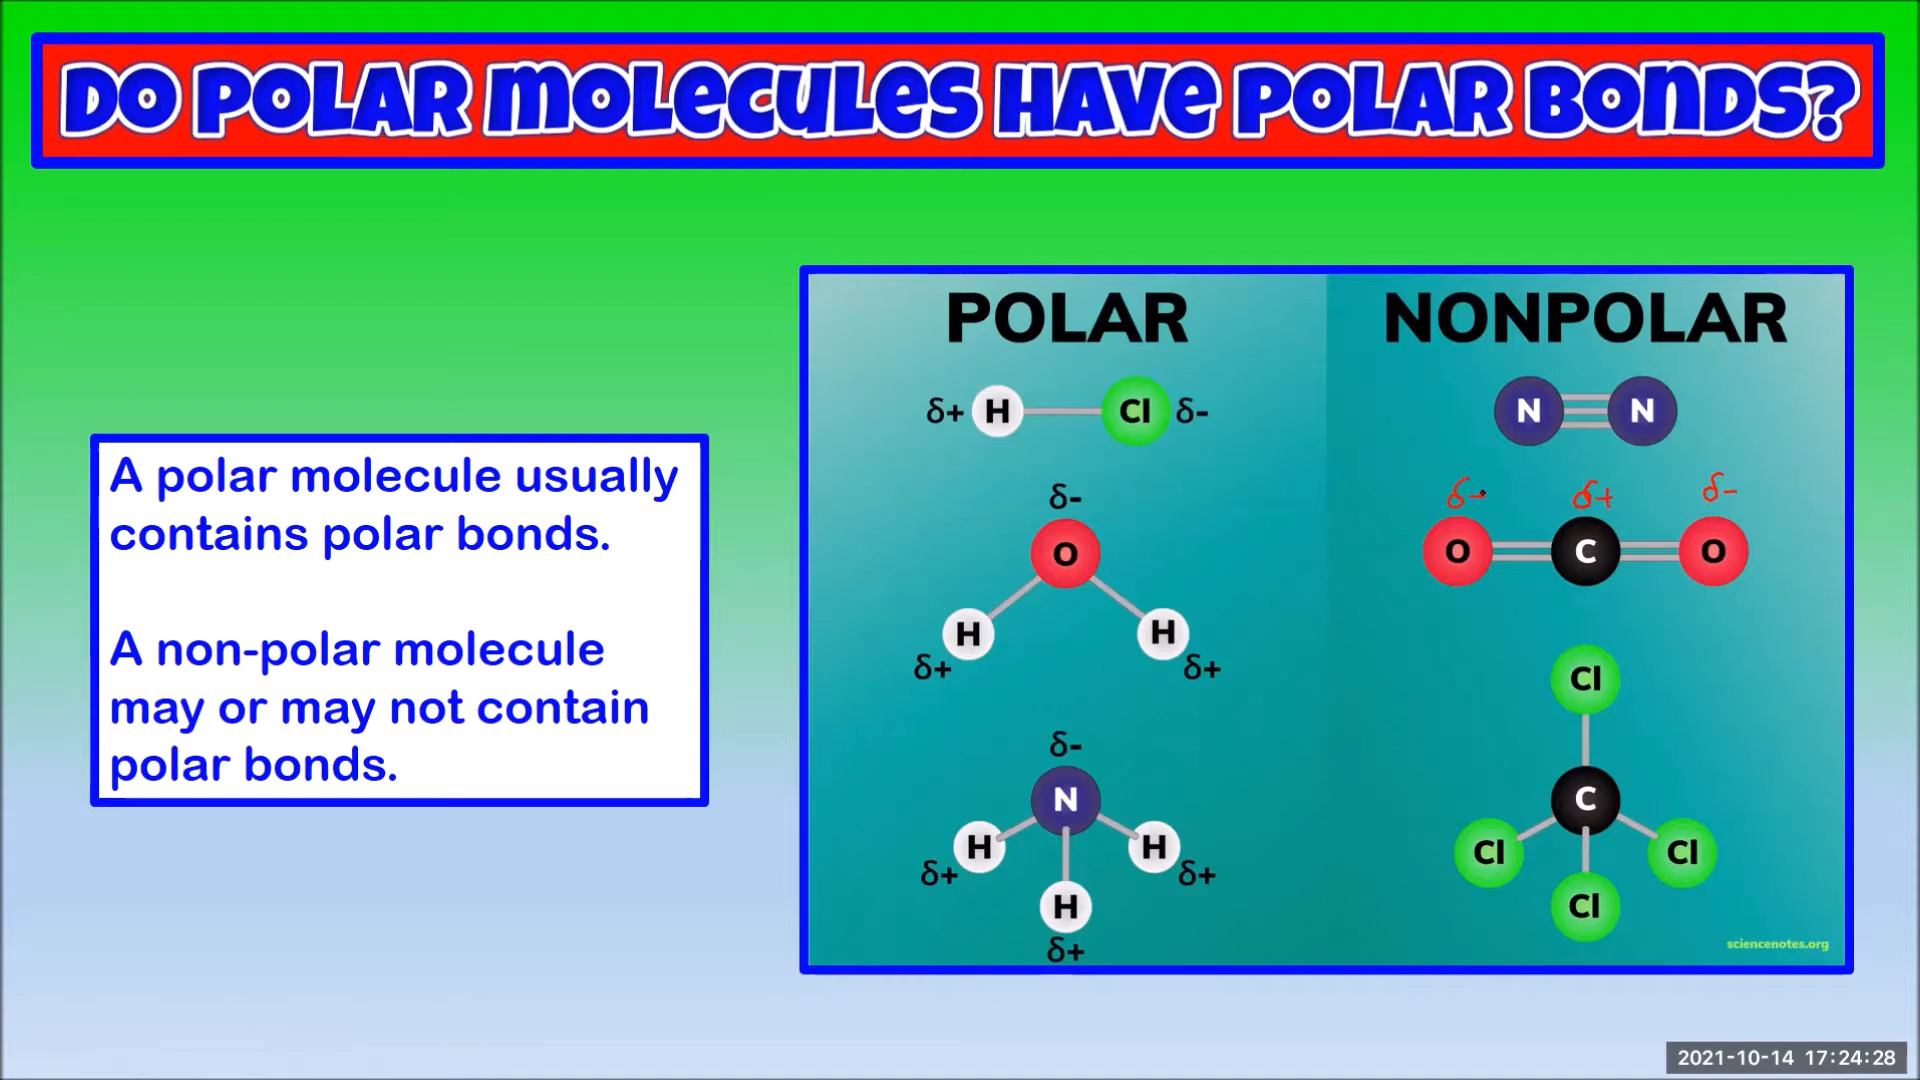 Do Polar Molecules Have Polar Bonds?
A polar molecule usually
contains polar bonds.
A non-polar molecule
may or may not contain
polar bonds.
POLAR
δ+ H Cl δ-
δ-
O
H H
δ+ δ+
δ-
N
H H
δ+ δ+
H
δ+
NONPOLAR
N N
δ- δ+ δ-
O C O
Cl
C
Cl Cl
Cl
sciencenotes.org
2021-10-14 17:24:28